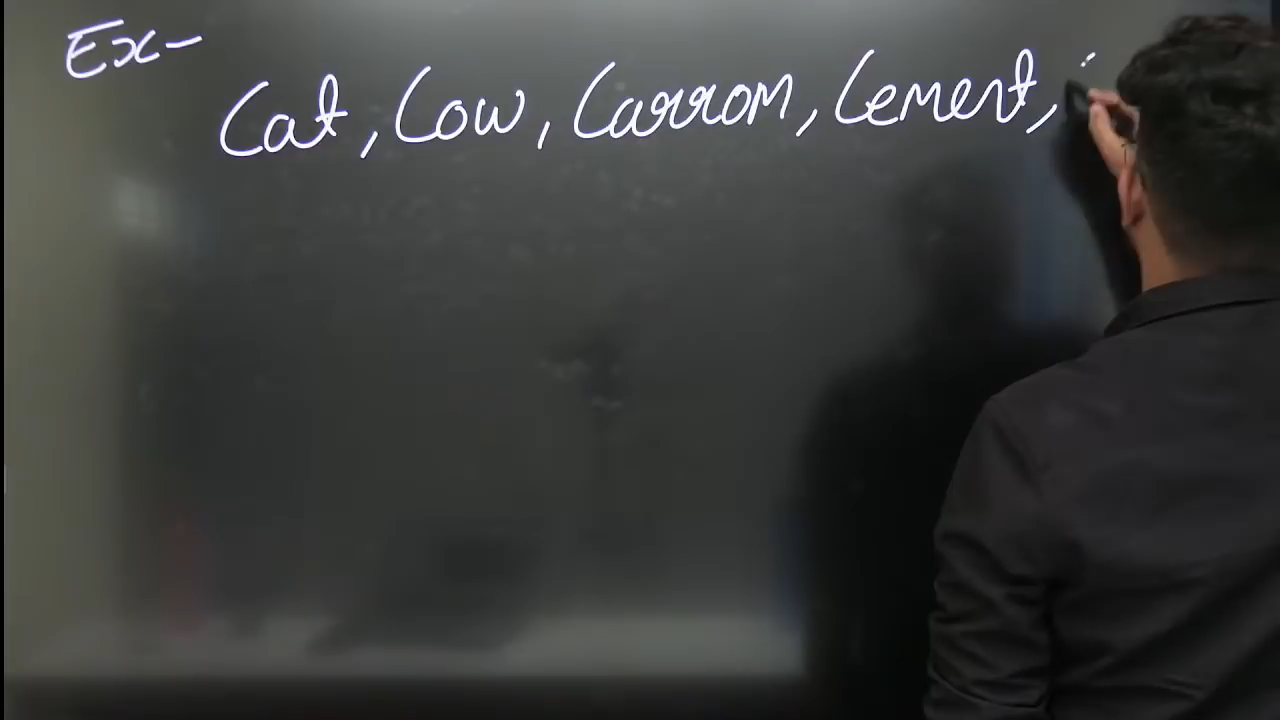 Ex-
Cat, Cow, Carrom, Cement,